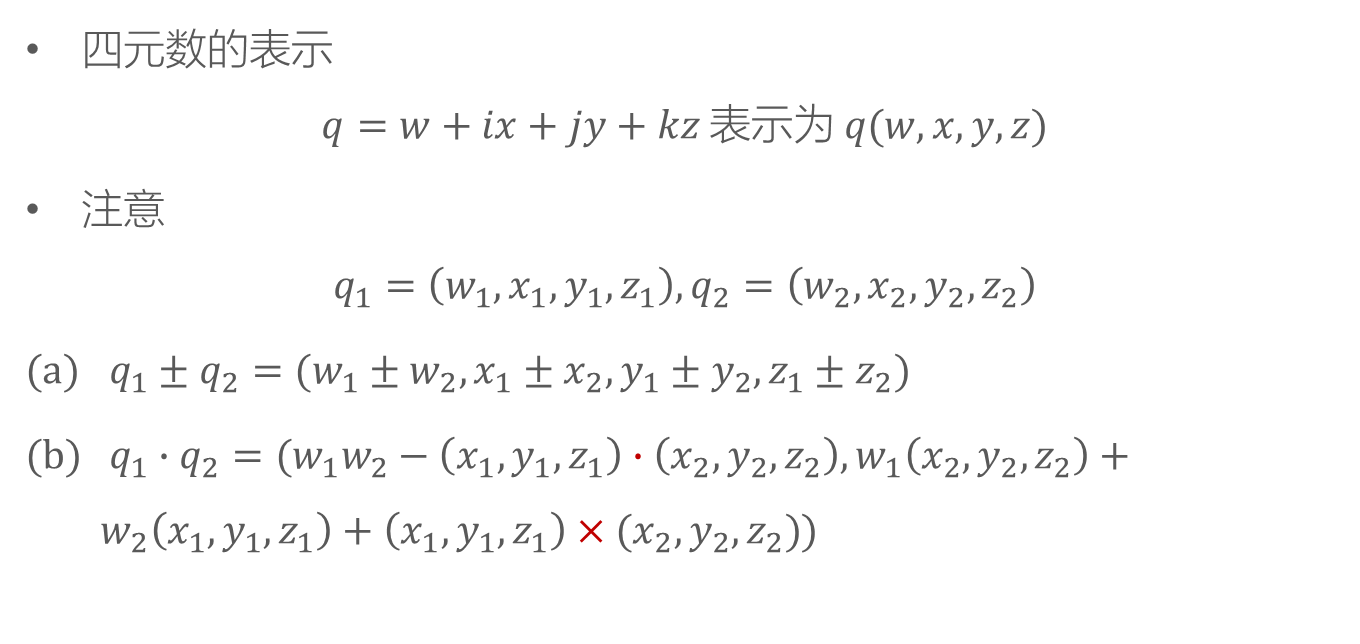 • 四元数的表示
q = w + ix + jy + kz 表示为 q(w, x, y, z)
• 注意
q₁ = (w₁, x₁, y₁, z₁), q₂ = (w₂, x₂, y₂, z₂)
(a) q₁ ± q₂ = (w₁ ± w₂, x₁ ± x₂, y₁ ± y₂, z₁ ± z₂)
(b) q₁ · q₂ = (w₁w₂ − (x₁, y₁, z₁) · (x₂, y₂, z₂), w₁(x₂, y₂, z₂) +
w₂(x₁, y₁, z₁) + (x₁, y₁, z₁) × (x₂, y₂, z₂))